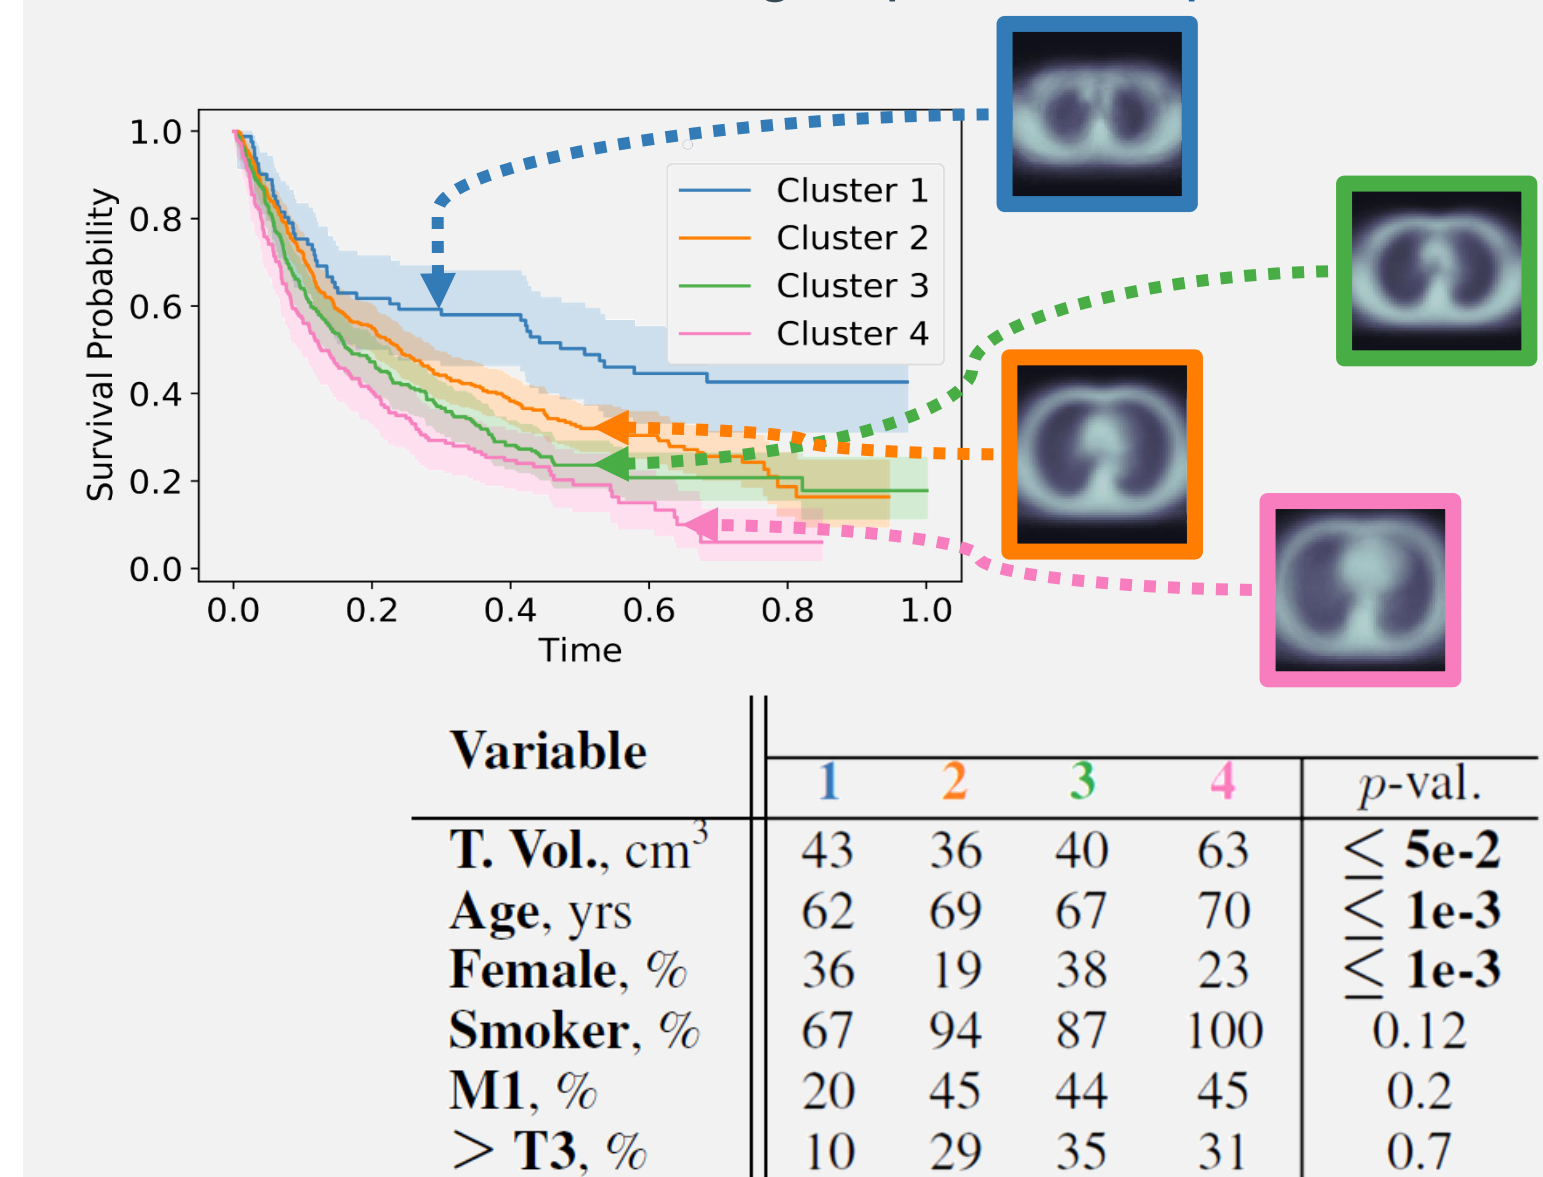 1.0
0.8
0.6
0.4
0.2
0.0
Survival Probability
Cluster 1
Cluster 2
Cluster 3
Cluster 4
0.0 0.2 0.4 0.6 0.8 1.0
Time
Variable
1 2 3 4 p-val.
T. Vol., cm³ 43 36 40 63 ≤ 5e-2
Age, yrs 62 69 67 70 ≤ 1e-3
Female, % 36 19 38 23 ≤ 1e-3
Smoker, % 67 94 87 100 0.12
M1, % 20 45 44 45 0.2
> T3, % 10 29 35 31 0.7